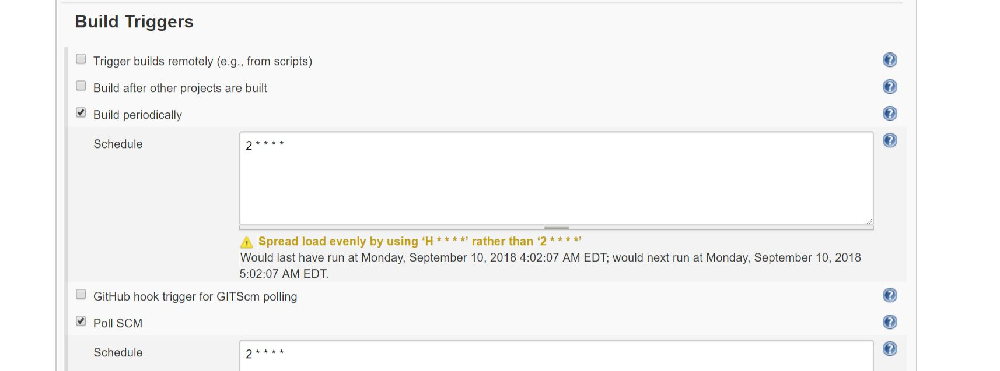 Build Triggers
Trigger builds remotely (e.g., from scripts)
Build after other projects are built
Build periodically
Schedule
2 * * * *
Spread load evenly by using ‘H * * * *’ rather than ‘2 * * * *’
Would last have run at Monday, September 10, 2018 4:02:07 AM EDT; would next run at Monday, September 10, 2018
5:02:07 AM EDT.
GitHub hook trigger for GITScm polling
Poll SCM
Schedule
2 * * * *